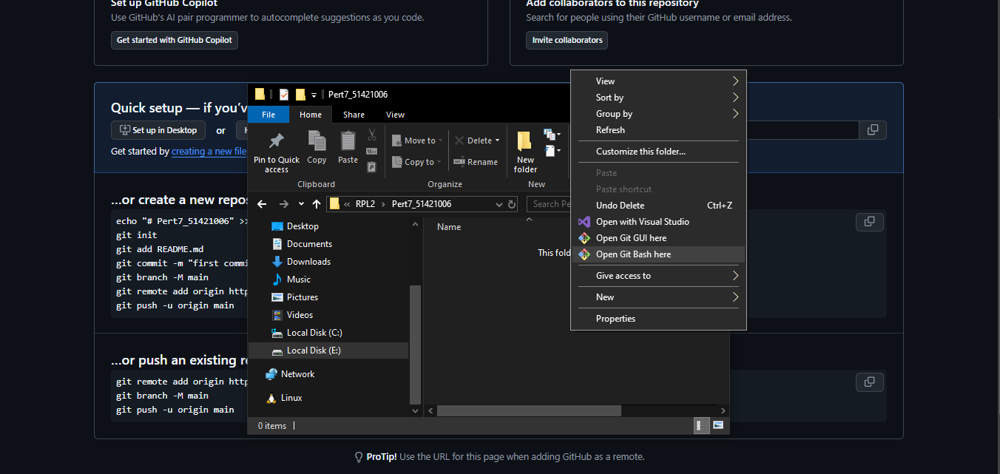 Set up GitHub Copilot
Use GitHub's AI pair programmer to autocomplete suggestions as you code.
Get started with GitHub Copilot
Add collaborators to this repository
Search for people using their GitHub username or email address.
Invite collaborators
Quick setup — if you'v
Set up in Desktop
or
H
Get started by creating a new file
...or create a new repos
echo "# Pert7_51421006" >>
git init
git add README.md
git commit -m "first commi
git branch -M main
git remote add origin http
git push -u origin main
...or push an existing re
git remote add origin http
git branch -M main
git push -u origin main
ProTip! Use the URL for this page when adding GitHub as a remote.
Pert7_51421006
File
Home
Share
View
Pin to Quick
access
Copy
Paste
Clipboard
Move to
Copy to
Delete
Rename
Organize
New
folder
New
« RPL2 > Pert7_51421006
Search Pe
Desktop
Documents
Downloads
Music
Pictures
Videos
Local Disk (C:)
Local Disk (E:)
Network
Linux
Name
This fold
0 items
View
Sort by
Group by
Refresh
Customize this folder...
Paste
Paste shortcut
Undo Delete Ctrl+Z
Open with Visual Studio
Open Git GUI here
Open Git Bash here
Give access to
New
Properties